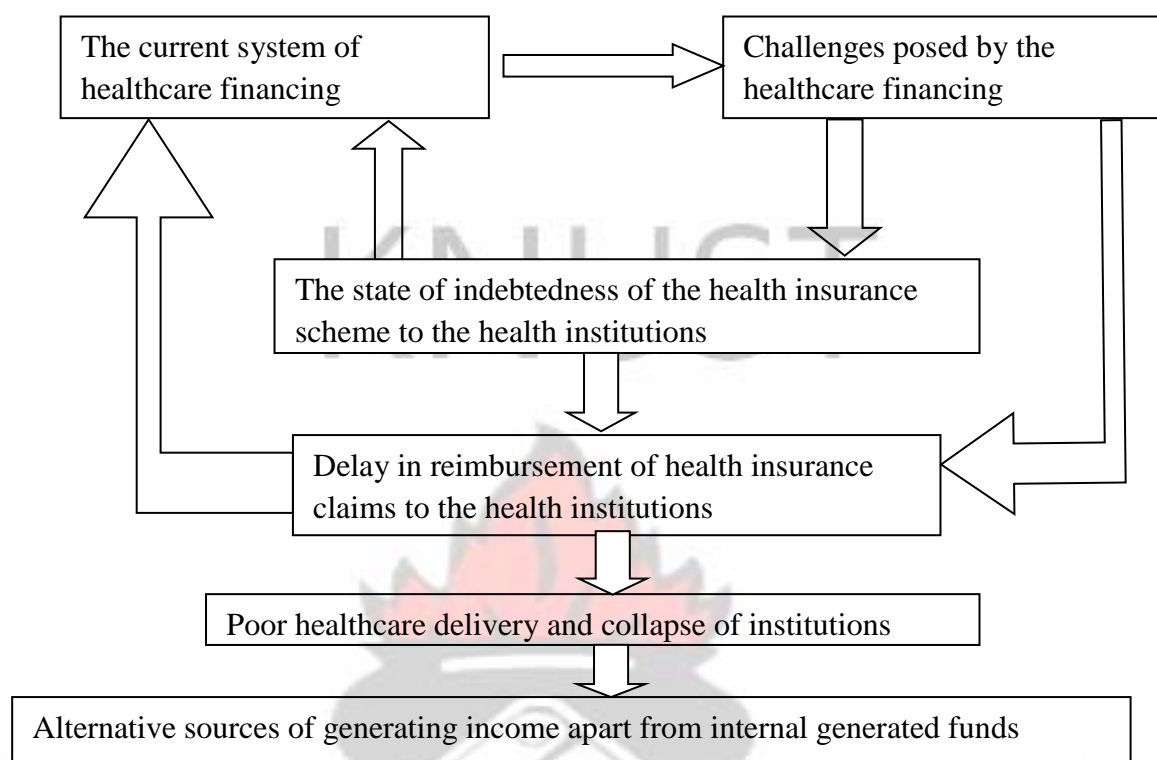 The current system of
healthcare financing
Challenges posed by the
healthcare financing
KNUST
The state of indebtedness of the health insurance
scheme to the health institutions
Delay in reimbursement of health insurance
claims to the health institutions
Poor healthcare delivery and collapse of institutions
Alternative sources of generating income apart from internal generated funds